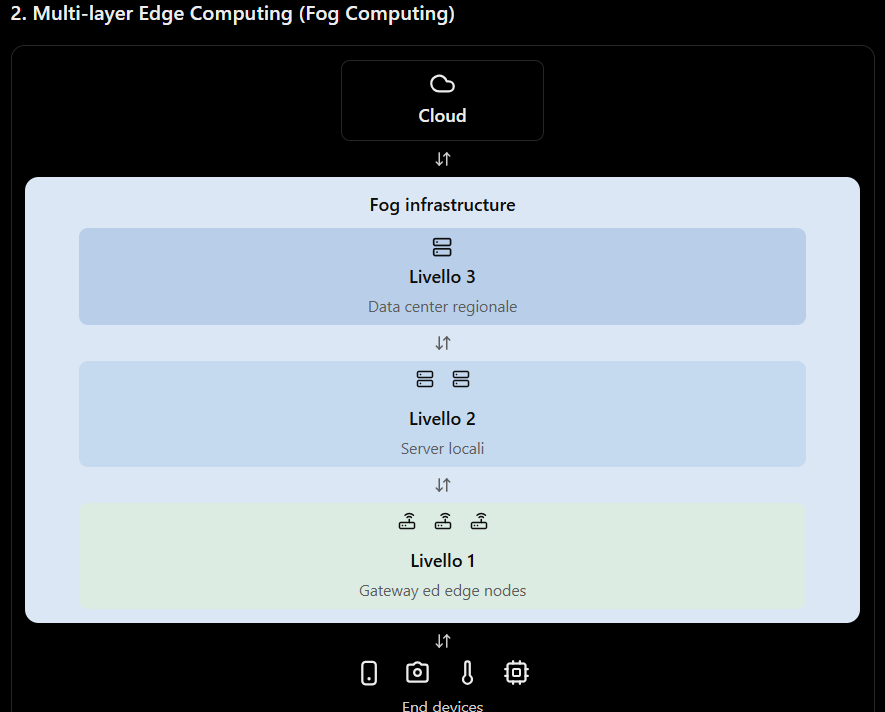 2. Multi-layer Edge Computing (Fog Computing)
Cloud
Fog infrastructure
Livello 3
Data center regionale
Livello 2
Server locali
Livello 1
Gateway ed edge nodes
End devices